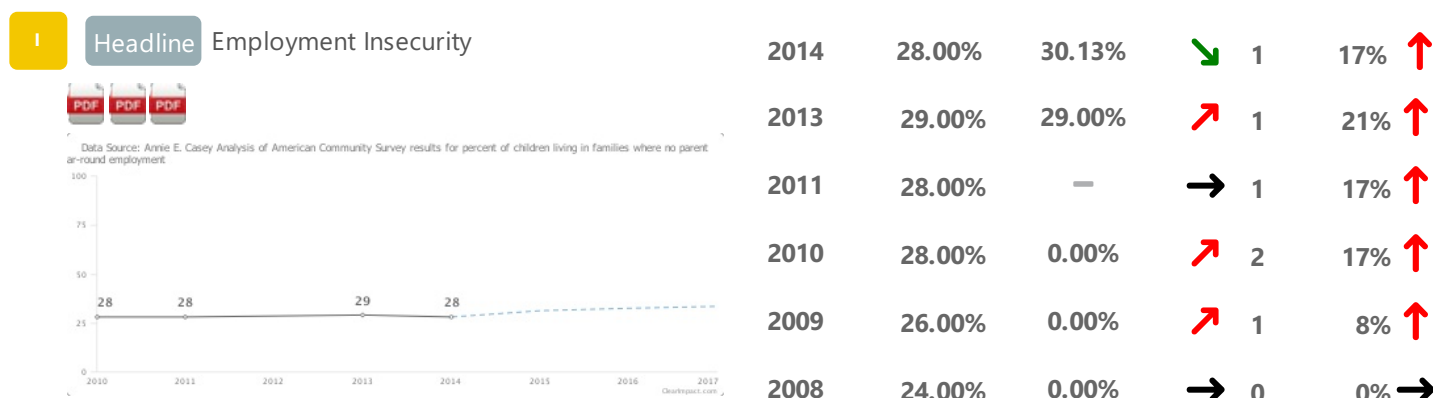 I
Headline Employment Insecurity
PDF PDF PDF
Data Source: Annie E. Casey Analysis of American Community Survey results for percent of children living in families where no parent
ar-round employment
100
75
50
25
0
28 28 29 28
2010 2011 2012 2013 2014 2015 2016 2017
ClearImpact.com
2014 28.00% 30.13% ↘ 1 17% ↑
2013 29.00% 29.00% ↗ 1 21% ↑
2011 28.00% – → 1 17% ↑
2010 28.00% 0.00% ↗ 2 17% ↑
2009 26.00% 0.00% ↗ 1 8% ↑
2008 24.00% 0.00% → 0 0% →